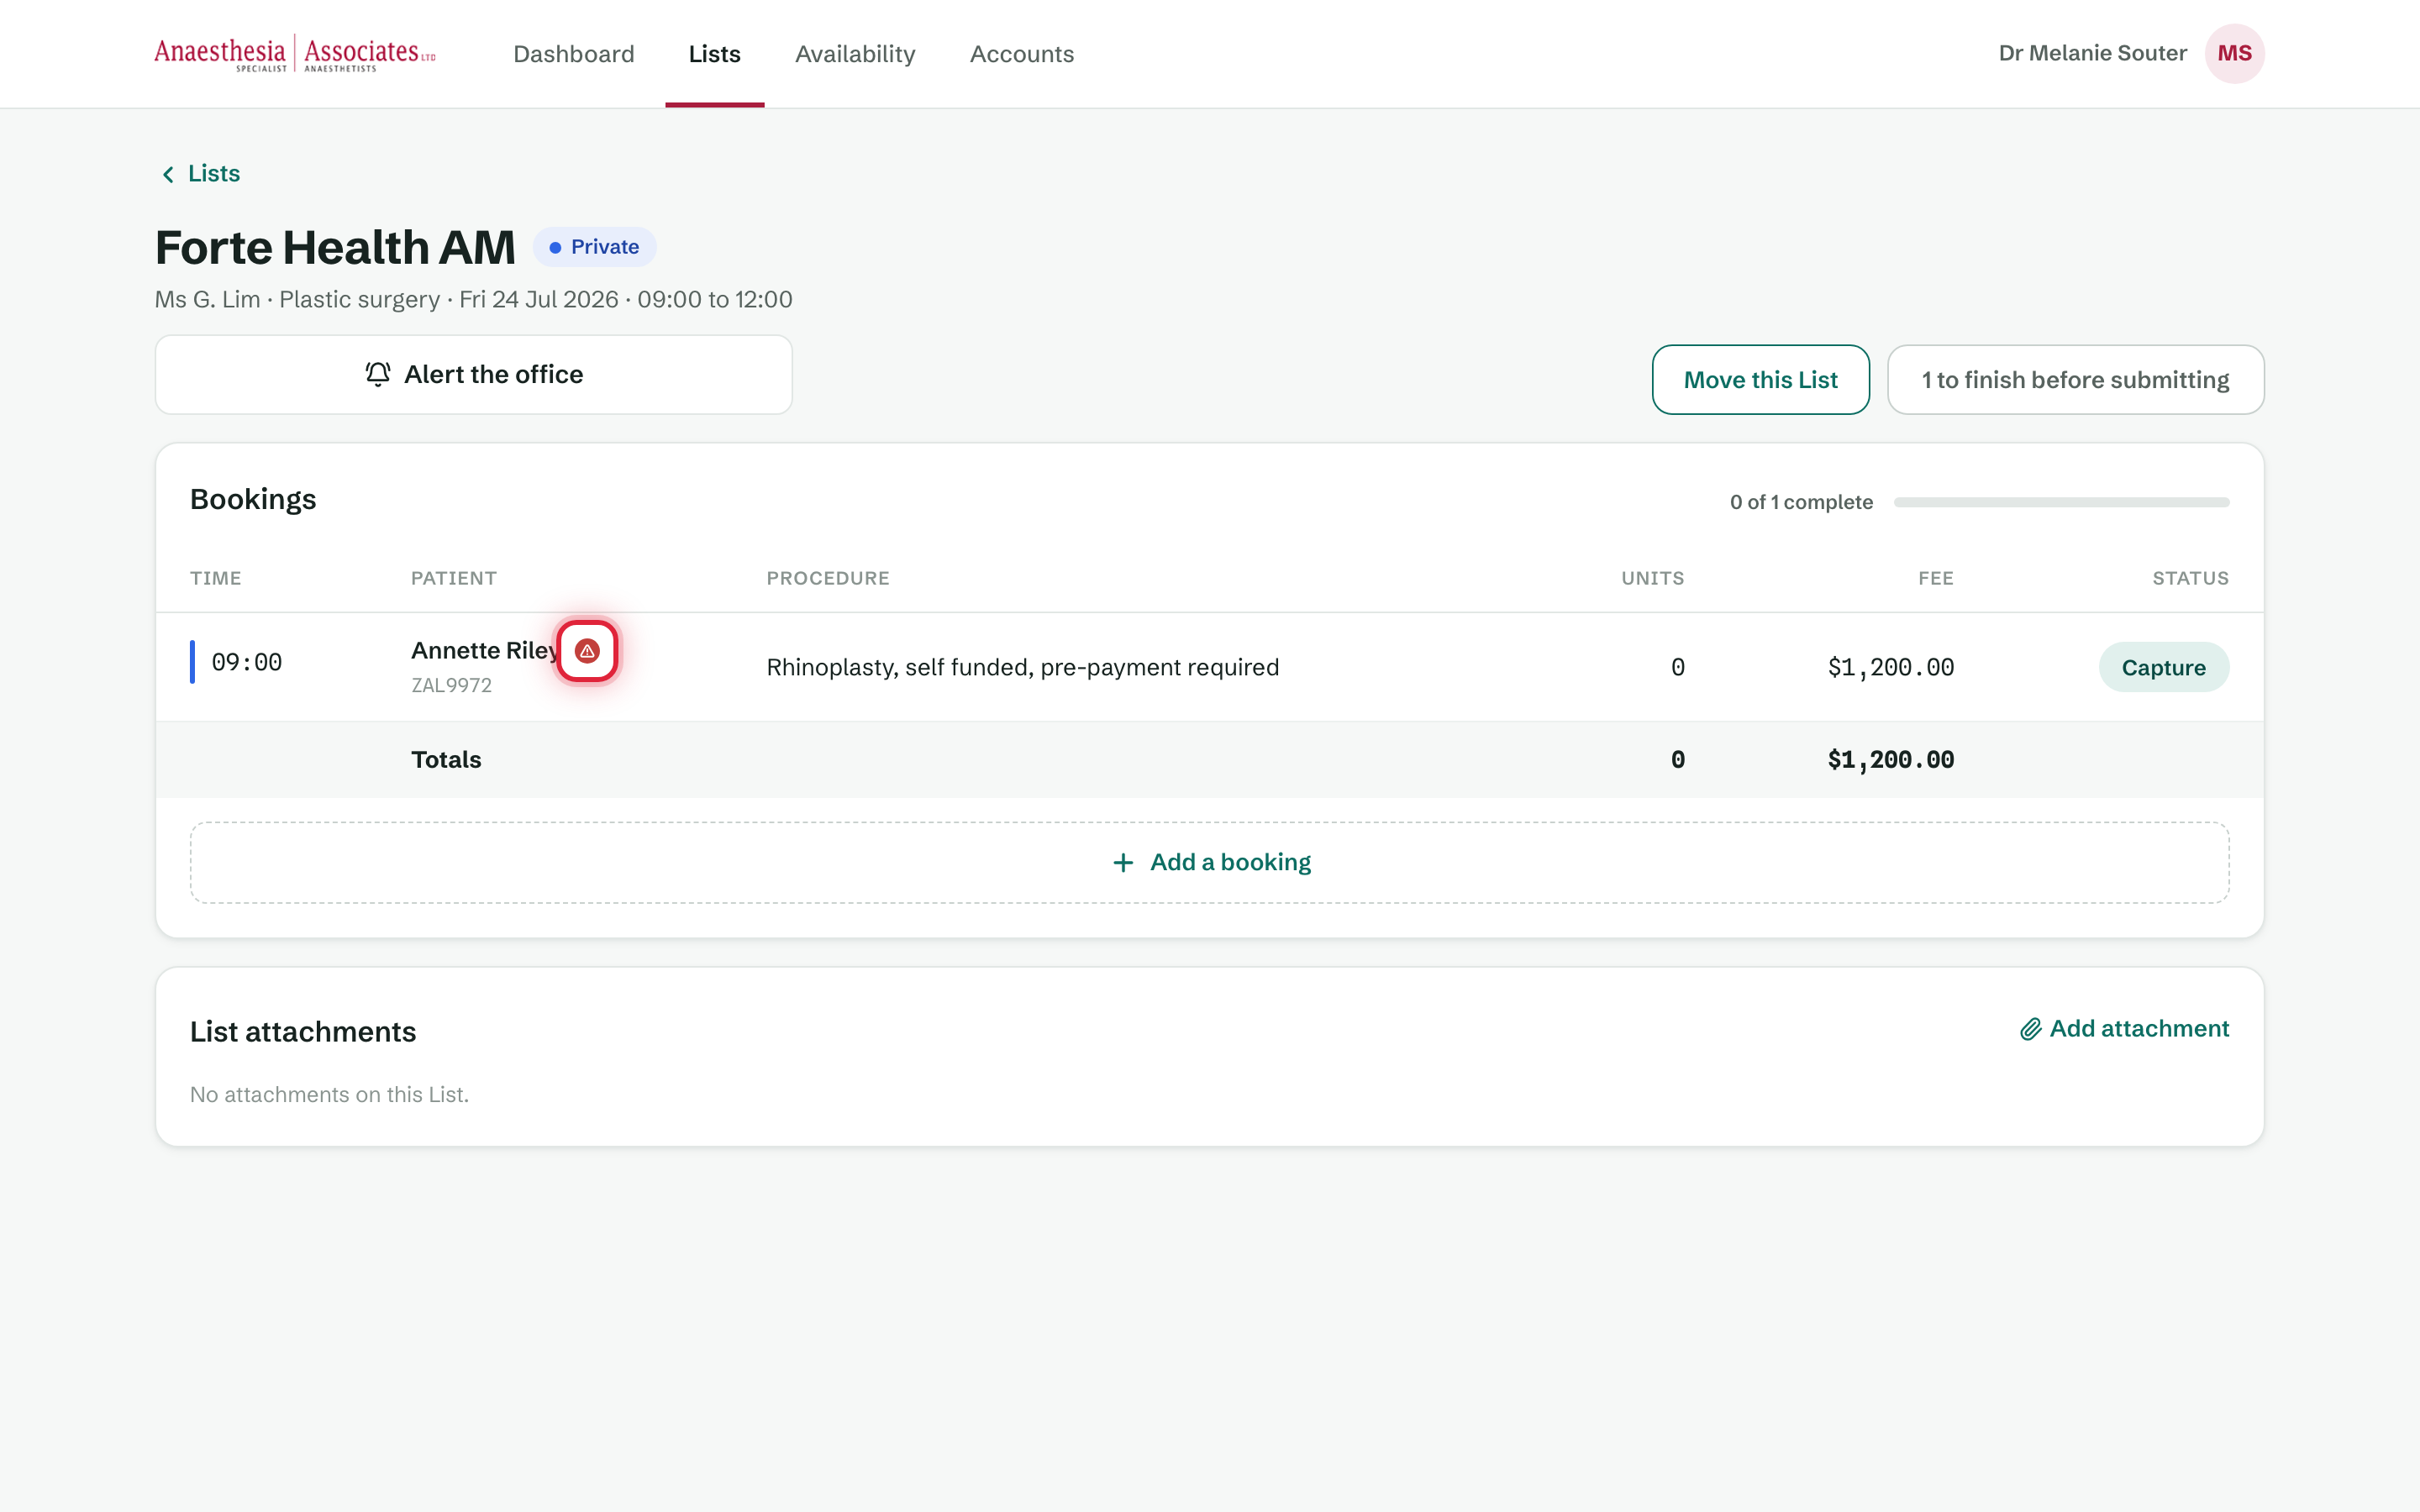 Anaesthesia | Associates LTD
SPECIALIST ANAESTHETISTS
Dashboard
Lists
Availability
Accounts
Dr Melanie Souter
MS
Lists
Forte Health AM
Private
Ms G. Lim · Plastic surgery · Fri 24 Jul 2026 · 09:00 to 12:00
Alert the office
Move this List
1 to finish before submitting
Bookings
0 of 1 complete
TIME PATIENT PROCEDURE UNITS FEE STATUS
09:00 Annette Riley Rhinoplasty, self funded, pre-payment required 0 $1,200.00 Capture
ZAL9972
Totals 0 $1,200.00
+ Add a booking
List attachments
Add attachment
No attachments on this List.